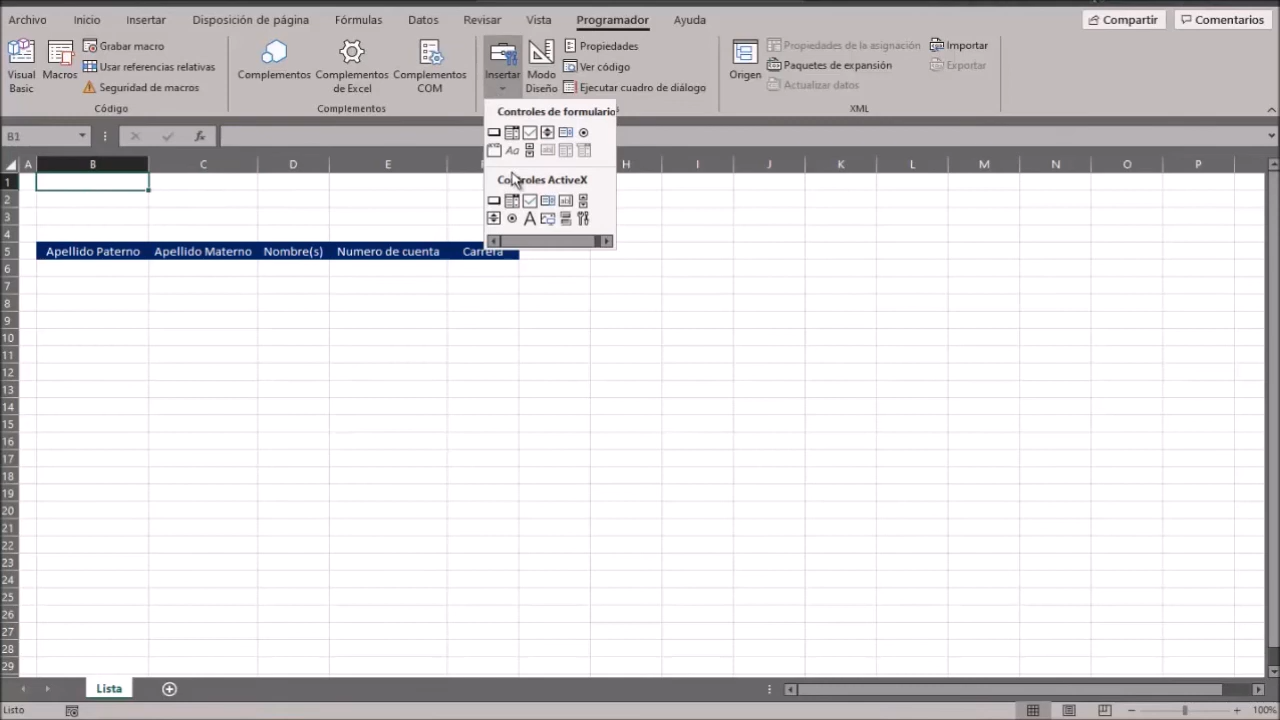 Archivo Inicio Insertar Disposición de página Fórmulas Datos Revisar Vista Programador Ayuda Compartir Comentarios
Visual Basic
Macros
Grabar macro
Usar referencias relativas
Seguridad de macros
Código
Complementos
Complementos de Excel
Complementos COM
Complementos
Insertar
Modo Diseño
Propiedades
Ver código
Ejecutar cuadro de diálogo
Origen
Propiedades de la asignación
Paquetes de expansión
Actualizar datos
Importar
Exportar
XML
Controles de formulario
Aa
ab|
Controles ActiveX
ab|
A
B1
fx
A B C D E H I J K L M N O P
1
2
3
4
5 Apellido Paterno Apellido Materno Nombre(s) Numero de cuenta Carrera
6
7
8
9
10
11
12
13
14
15
16
17
18
19
20
21
22
23
24
25
26
27
28
29
Lista
Listo
100%